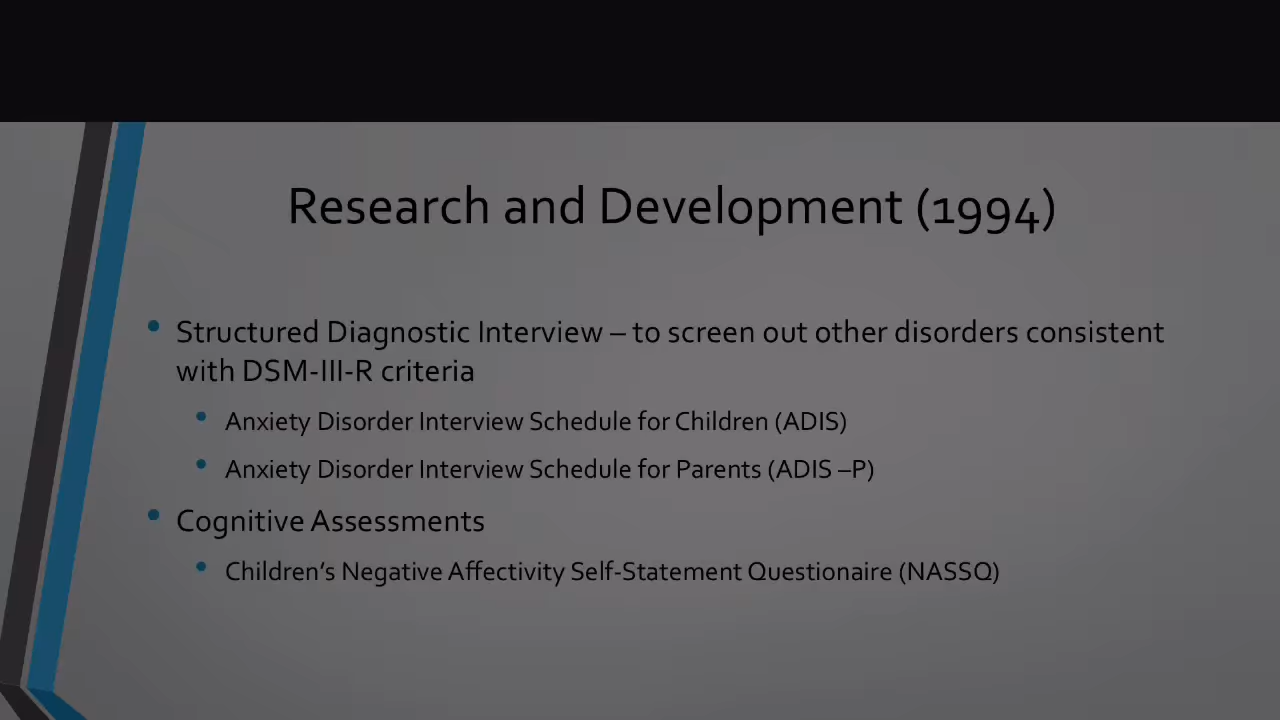 Research and Development (1994)
• Structured Diagnostic Interview – to screen out other disorders consistent
with DSM-III-R criteria
• Anxiety Disorder Interview Schedule for Children (ADIS)
• Anxiety Disorder Interview Schedule for Parents (ADIS –P)
• Cognitive Assessments
• Children’s Negative Affectivity Self-Statement Questionaire (NASSQ)